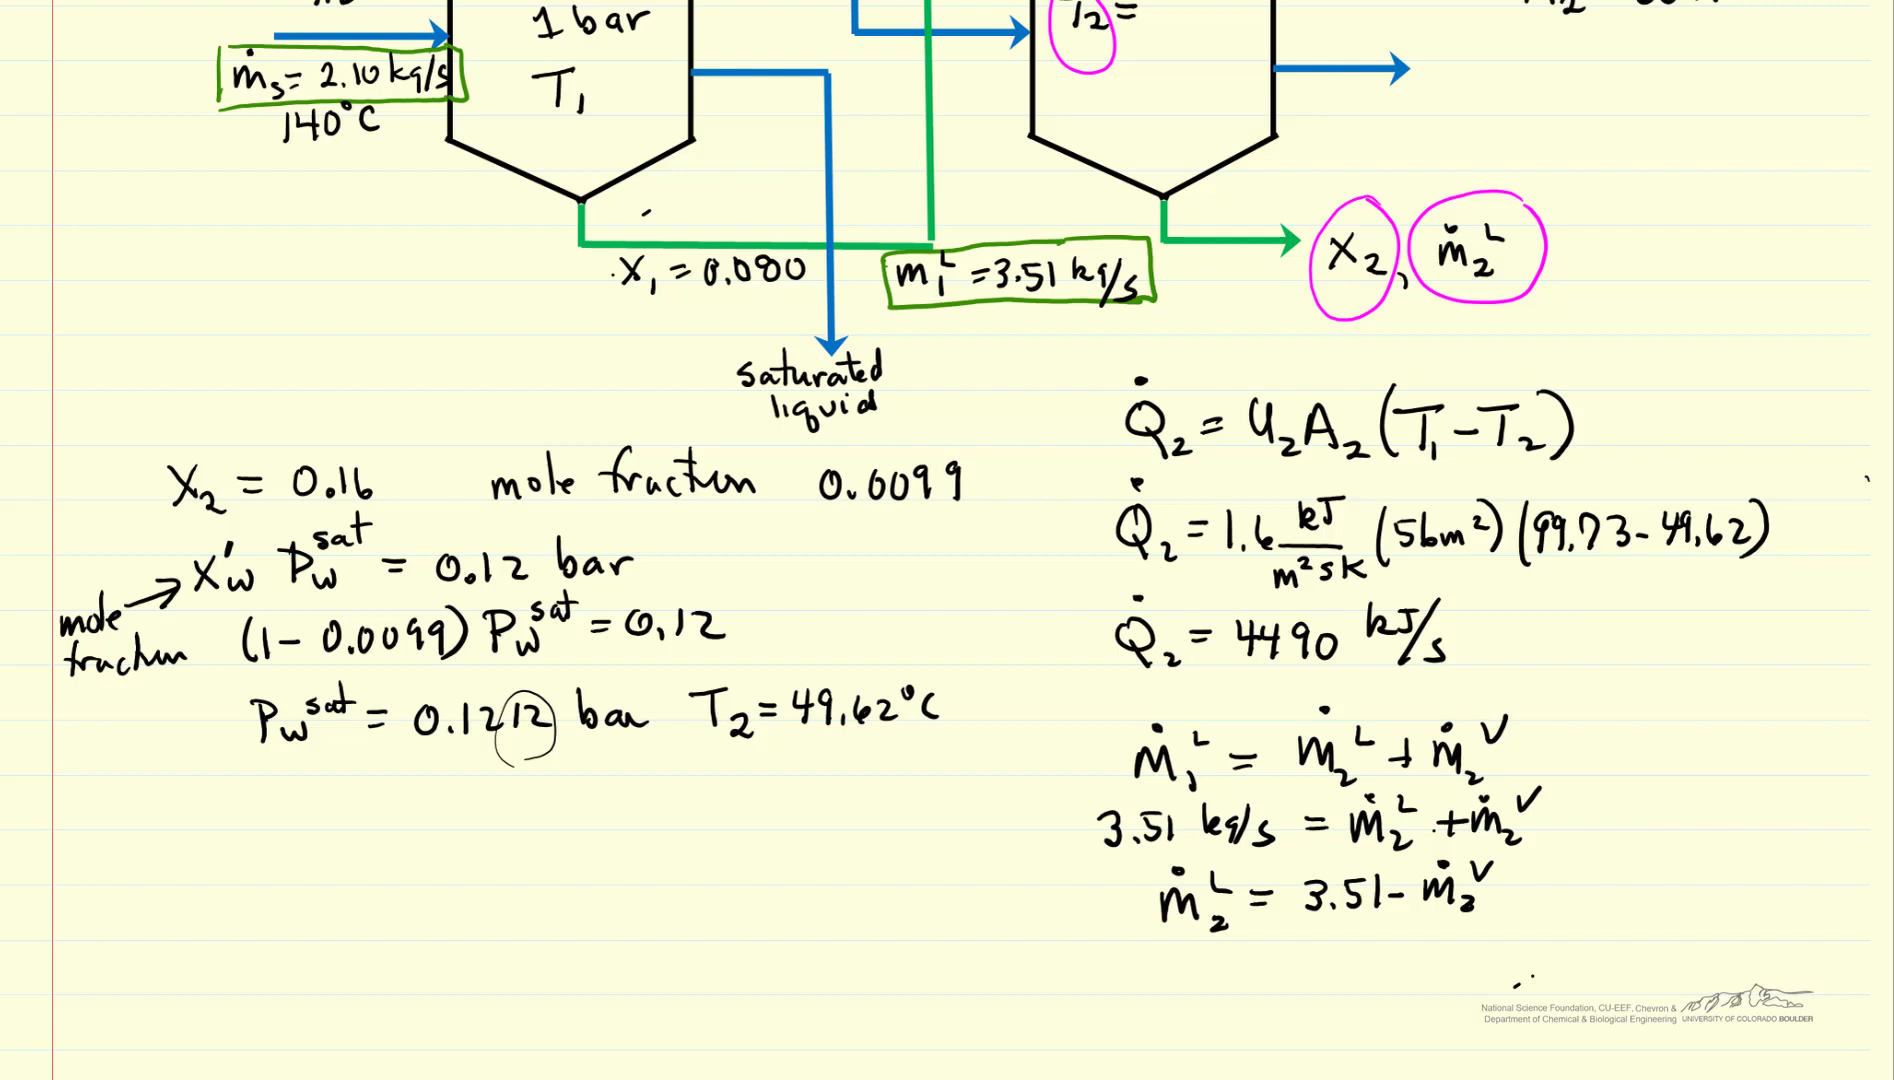 1 bar
T₂ =
ṁₛ = 2.10 kg/s
T₁
140°C
x₁ = 0.080
m₁ᴸ = 3.51 kg/s
x₂, ṁ₂ᴸ
saturated
liquid
Q̇₂ = U₂A₂(T₁-T₂)
x₂ = 0.16 mole fraction 0.0099
Q̇₂ = 1.6 kJ/m²sK (56m²)(99.73-49.62)
x'w Pwˢᵃᵗ = 0.12 bar
mole
fraction
(1-0.0099) Pwˢᵃᵗ = 0.12
Q̇₂ = 4490 kJ/s
Pwˢᵃᵗ = 0.1212 bar T₂ = 49.62°C
ṁ₁ᴸ = ṁ₂ᴸ + ṁ₂ⱽ
3.51 kg/s = ṁ₂ᴸ + ṁ₂ⱽ
ṁ₂ᴸ = 3.51 - ṁ₂ⱽ
National Science Foundation, CU-EEF, Chevron &
Department of Chemical & Biological Engineering UNIVERSITY OF COLORADO BOULDER